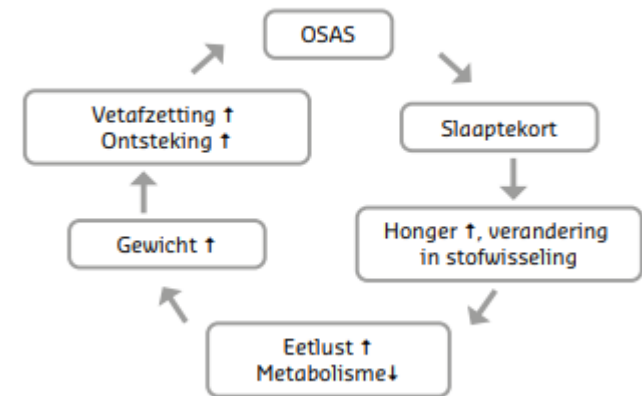 OSAS
Slaaptekort
Honger ↑, verandering
in stofwisseling
Eetlust ↑
Metabolisme↓
Gewicht ↑
Vetafzetting ↑
Ontsteking ↑